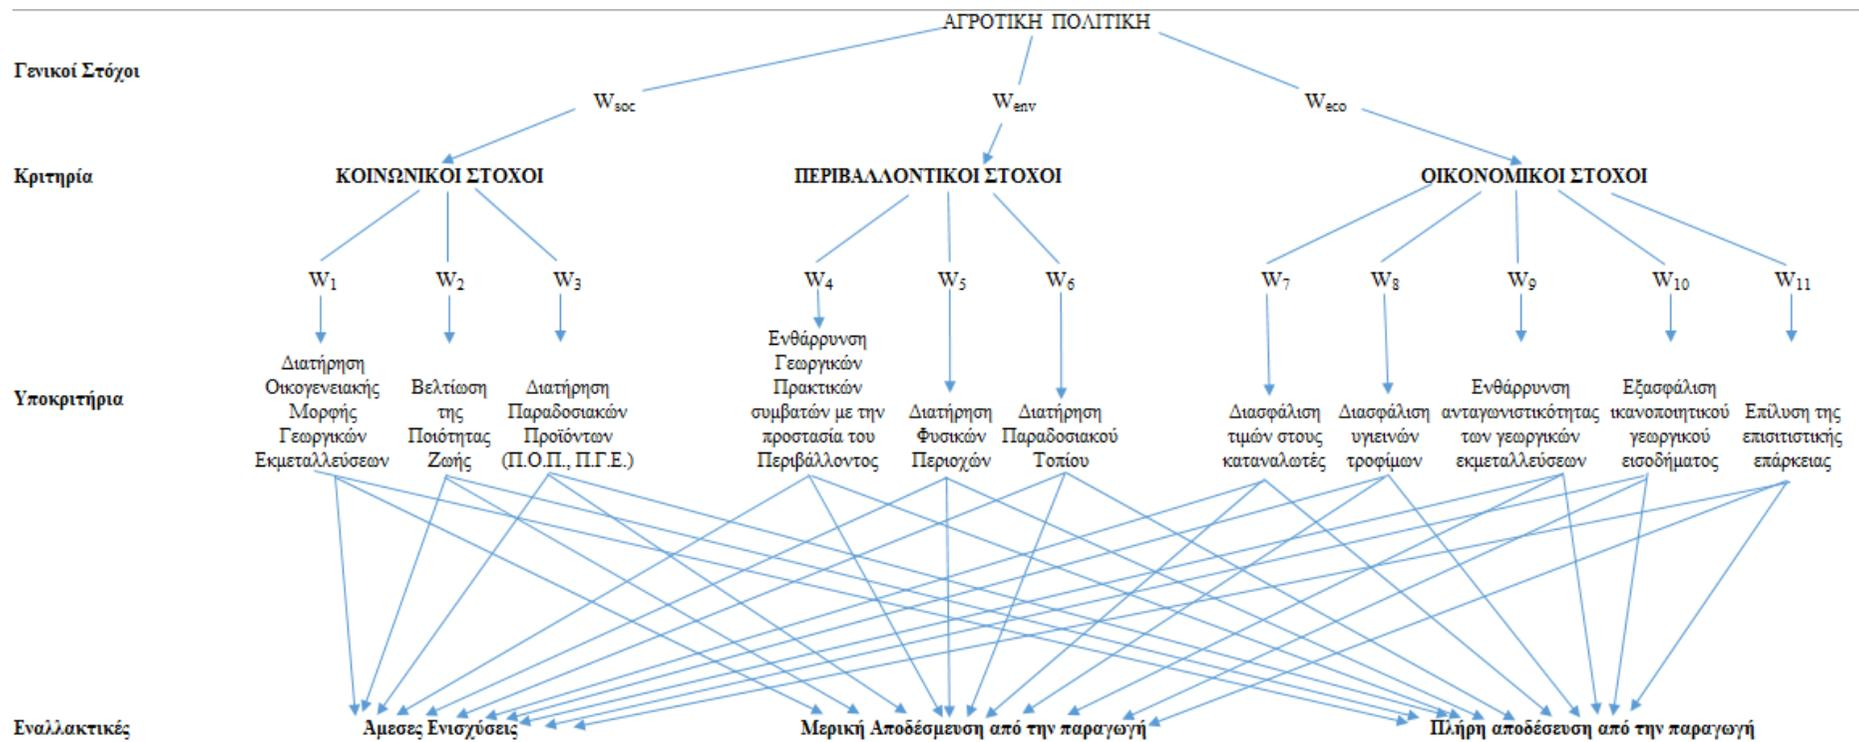 ΑΓΡΟΤΙΚΗ ΠΟΛΙΤΙΚΗ
Γενικοί Στόχοι
Wsoc
Wenv
Weco
Κριτηρία
ΚΟΙΝΩΝΙΚΟΙ ΣΤΟΧΟΙ
ΠΕΡΙΒΑΛΛΟΝΤΙΚΟΙ ΣΤΟΧΟΙ
ΟΙΚΟΝΟΜΙΚΟΙ ΣΤΟΧΟΙ
W1
W2
W3
W4
W5
W6
W7
W8
W9
W10
W11
Υποκριτήρια
Διατήρηση
Οικογενειακής
Μορφής
Γεωργικών
Εκμεταλλεύσεων
Βελτίωση
της
Ποιότητας
Ζωής
Διατήρηση
Παραδοσιακών
Προϊόντων
(Π.Ο.Π., Π.Γ.Ε.)
Ενθάρρυνση
Γεωργικών
Πρακτικών
συμβατών με την
προστασία του
Περιβάλλοντος
Διατήρηση
Φυσικών
Περιοχών
Διατήρηση
Παραδοσιακού
Τοπίου
Διασφάλιση
τιμών στους
καταναλωτές
Διασφάλιση
υγιεινών
τροφίμων
Ενθάρρυνση
ανταγωνιστικότητας
των γεωργικών
εκμεταλλεύσεων
Εξασφάλιση
ικανοποιητικού
γεωργικού
εισοδήματος
Επίλυση της
επισιτιστικής
επάρκειας
Εναλλακτικές
Άμεσες Ενισχύσεις
Μερική Αποδέσμευση από την παραγωγή
Πλήρη αποδέσευση από την παραγωγή